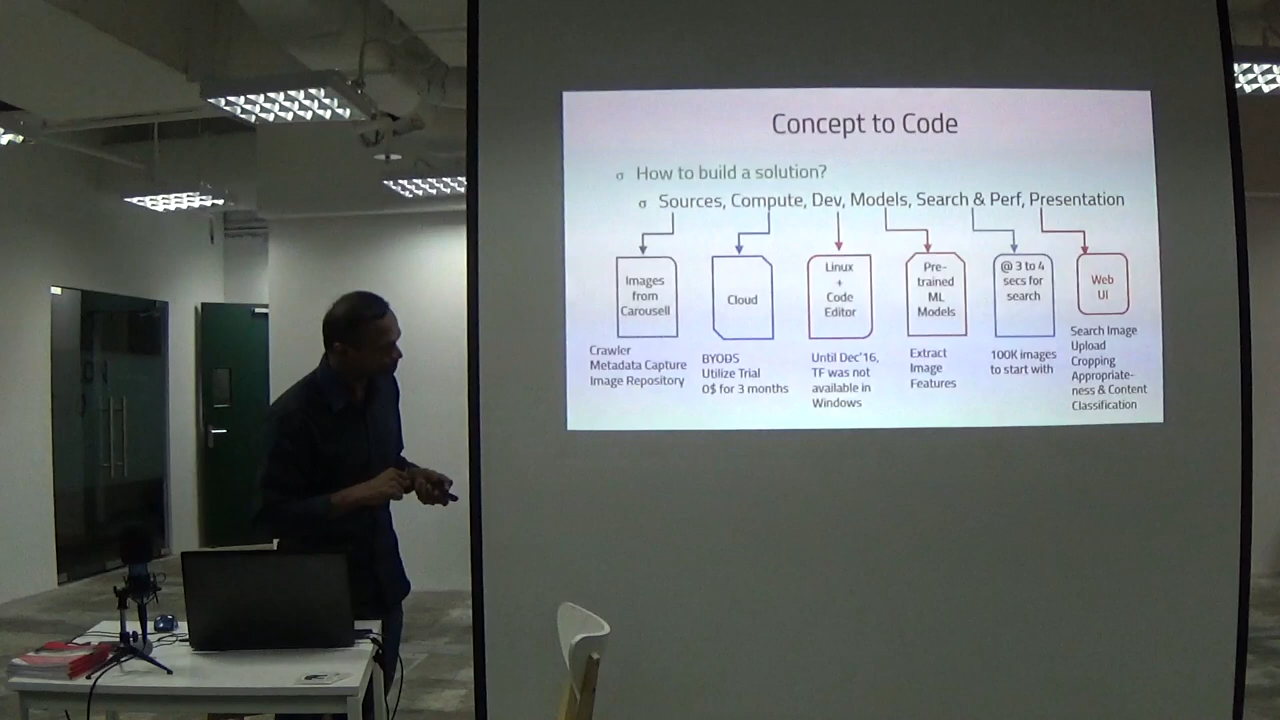 Concept to Code
σ How to build a solution?
σ Sources, Compute, Dev, Models, Search & Perf, Presentation
Images
from
Carousell
Crawler
Metadata Capture
Image Repository
Cloud
BYODS
Utilize Trial
0$ for 3 months
Linux
+
Code
Editor
Until Dec'16,
TF was not
available in
Windows
Pre-
trained
ML
Models
Extract
Image
Features
@ 3 to 4
secs for
search
100K images
to start with
Web
UI
Search Image
Upload
Cropping
Appropriate-
ness & Content
Classification